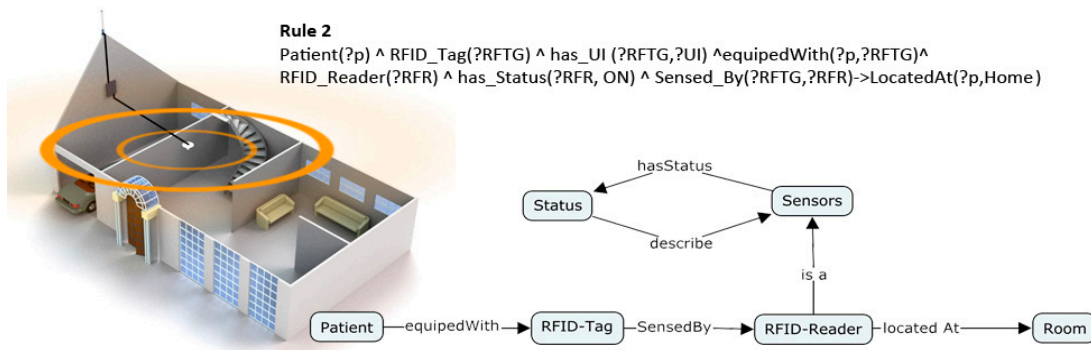 Rule 2
Patient(?p) ^ RFID_Tag(?RFTG) ^ has_UI (?RFTG,?UI) ^equipedWith(?p,?RFTG)^
RFID_Reader(?RFR) ^ has_Status(?RFR, ON) ^ Sensed_By(?RFTG,?RFR)->LocatedAt(?p,Home)
hasStatus
Status
Sensors
describe
is a
Patient
equipedWith
RFID-Tag
SensedBy
RFID-Reader
located At
Room